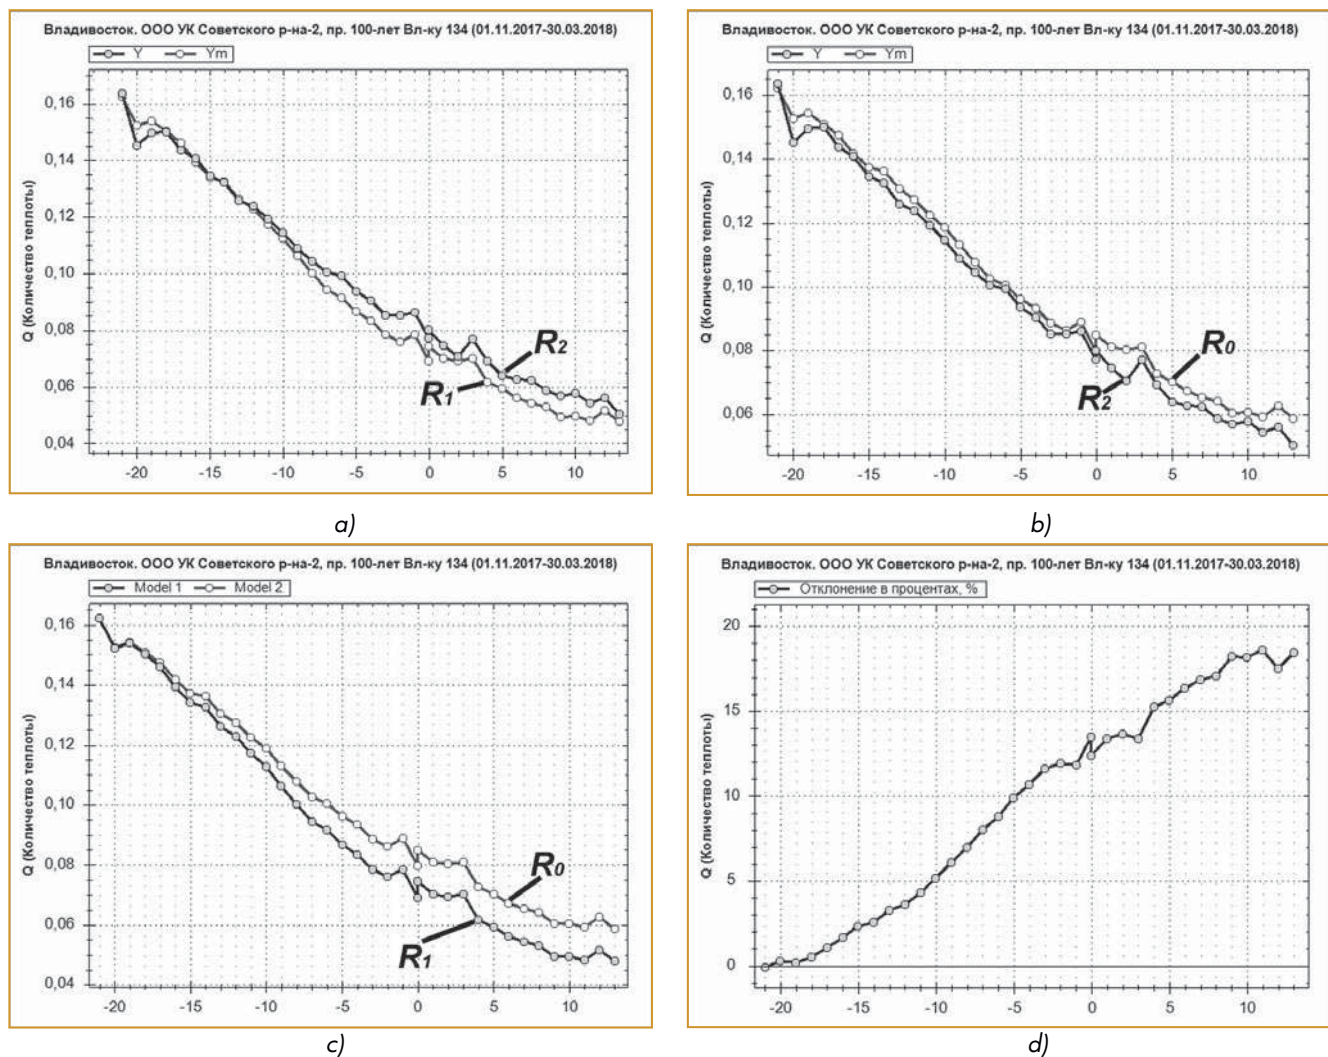 Владивосток. ООО УК Советского р-на-2, пр. 100-лет Вл-ку 134 (01.11.2017-30.03.2018)
Y Ym
Q (Количество теплоты)
0,16
0,14
0,12
0,10
0,08
0,06
0,04
R2
R1
-20 -15 -10 -5 0 5 10
a)
Владивосток. ООО УК Советского р-на-2, пр. 100-лет Вл-ку 134 (01.11.2017-30.03.2018)
Y Ym
Q (Количество теплоты)
0,16
0,14
0,12
0,10
0,08
0,06
R0
R2
-20 -15 -10 -5 0 5 10
b)
Владивосток. ООО УК Советского р-на-2, пр. 100-лет Вл-ку 134 (01.11.2017-30.03.2018)
Model 1 Model 2
Q (Количество теплоты)
0,16
0,14
0,12
0,10
0,08
0,06
0,04
R0
R1
-20 -15 -10 -5 0 5 10
c)
Владивосток. ООО УК Советского р-на-2, пр. 100-лет Вл-ку 134 (01.11.2017-30.03.2018)
Отклонение в процентах, %
Q (Количество теплоты)
20
15
10
5
0
-20 -15 -10 -5 0 5 10
d)